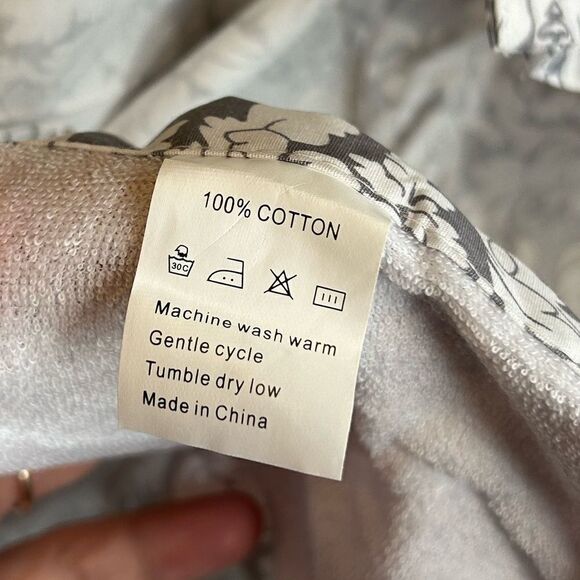 100% COTTON
30C
Machine wash warm
Gentle cycle
Tumble dry low
Made in China